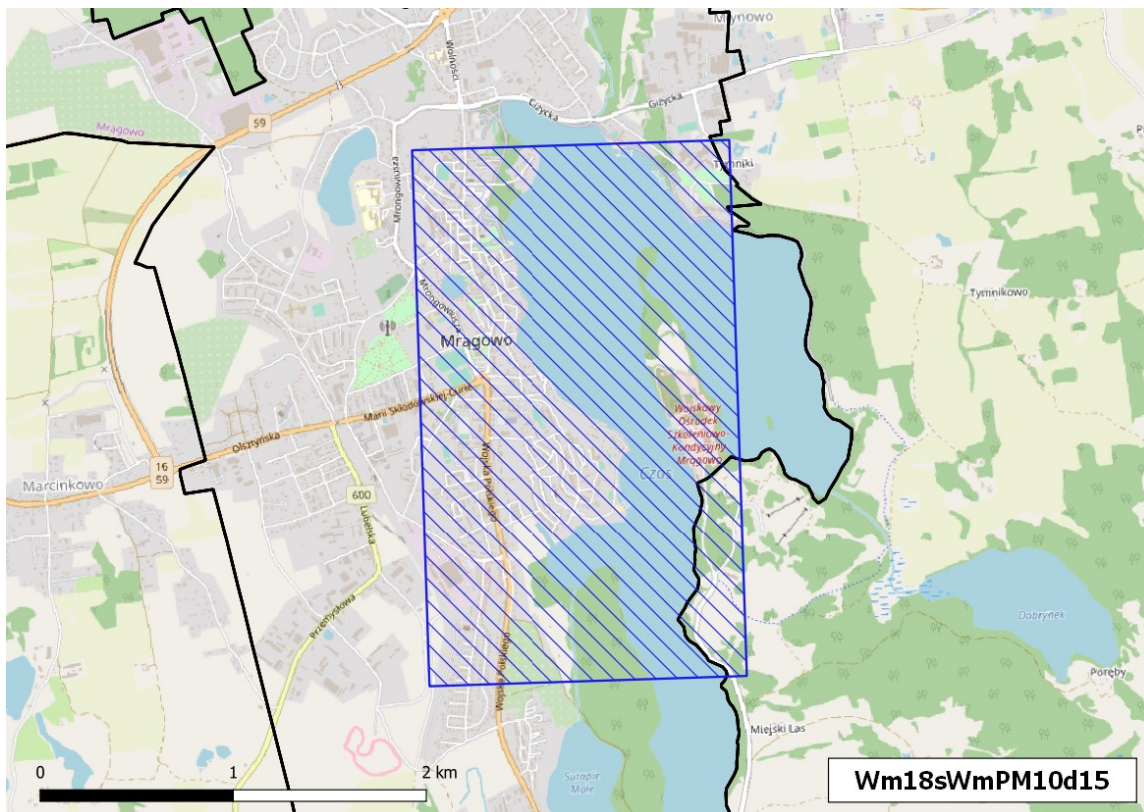 Młynowo
Wolności
59
Giżycka
Giżycka
Mrągowo
Mrongowiusza
Tymniki
Tymnikowo
Mrongowiusza
Mrągowo
Marii Skłodowskiej-Curie
Wojskowy
Ośrodek
Szkoleniowo-
Kondycyjny
Mrągowo
Olsztyńska
Czos
16
59
Marcinkowo
600
Lubelska
Wojska Polskiego
Przemysłowa
Dobrynek
Wojska Polskiego
Poręby
Miejski Las
Sutapie
Małe
0 1 2 km
Wm18sWmPM10d15